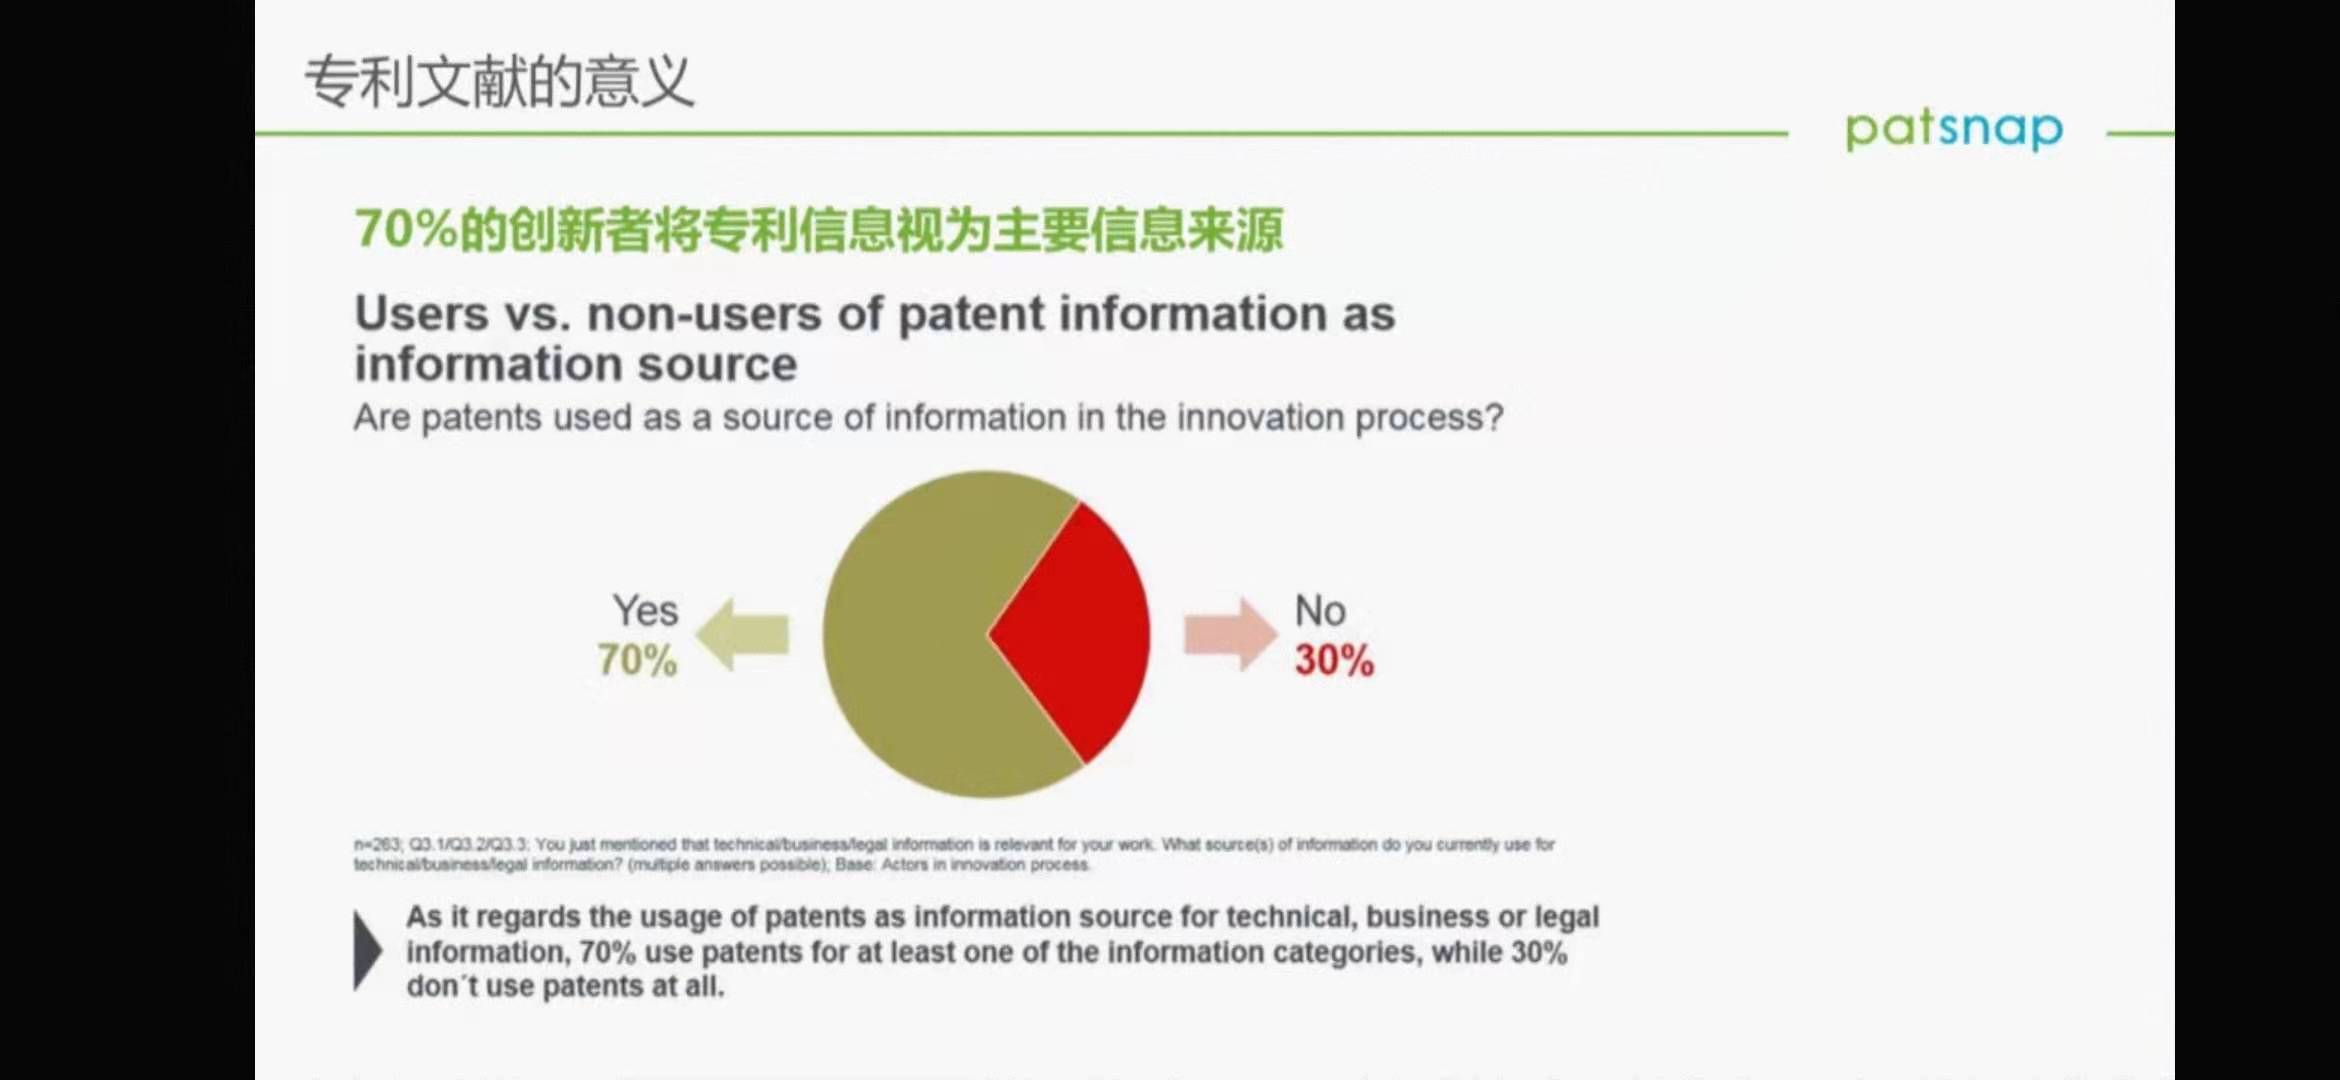 专利文献的意义
patsnap
70%的创新者将专利信息视为主要信息来源
Users vs. non-users of patent information as
information source
Are patents used as a source of information in the innovation process?
Yes
70%
No
30%
n=263; Q3.1/Q3.2/Q3.3: You just mentioned that technical/business/legal information is relevant for your work. What source(s) of information do you currently use for
technical/business/legal information? (multiple answers possible); Base: Actors in innovation process.
As it regards the usage of patents as information source for technical, business or legal
information, 70% use patents for at least one of the information categories, while 30%
don´t use patents at all.